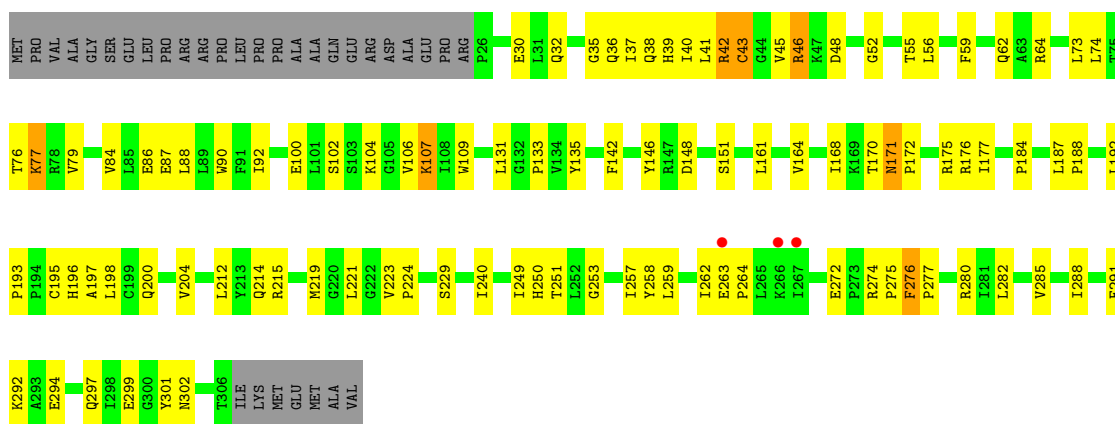 MET PRO VAL ALA GLY SER GLU LEU PRO ARG ARG PRO LEU PRO PRO ALA ALA GLN GLU ARG ASP ALA GLU PRO ARG P26 E30 L31 Q32 G35 Q36 I37 Q38 H39 I40 L41 R42 C43 G44 V45 R46 K47 D48 G52 T55 L56 F59 Q62 A63 R64 L73 L74 T75
T76 K77 R78 V79 V84 L85 E86 E87 L88 L89 W90 F91 I92 E100 L101 S102 S103 K104 G105 V106 K107 I108 W109 L131 G132 P133 V134 Y135 F142 Y146 R147 D148 S151 L161 V164 I168 K169 T170 N171 P172 R175 R176 I177 P184 L187 P188 L192
P193 P194 C195 H196 A197 L198 C199 Q200 V204 L212 Y213 Q214 R215 M219 G220 L221 G222 V223 P224 S229 I240 I249 H250 T251 L252 G253 I257 Y258 L259 I262 E263 P264 L265 K266 I267 E272 P273 R274 P275 F276 P277 R280 I281 L282 V285 I288 E291
K292 A293 E294 Q297 I298 E299 G300 Y301 N302 T306 ILE LYS MET GLU MET ALA VAL